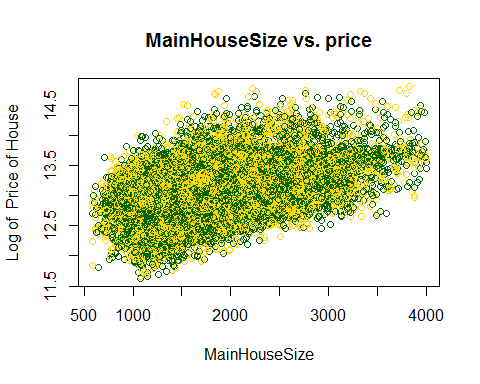 MainHouseSize vs. price
Log of  Price of House
14.5
13.5
12.5
11.5
500 1000 2000 3000 4000
MainHouseSize